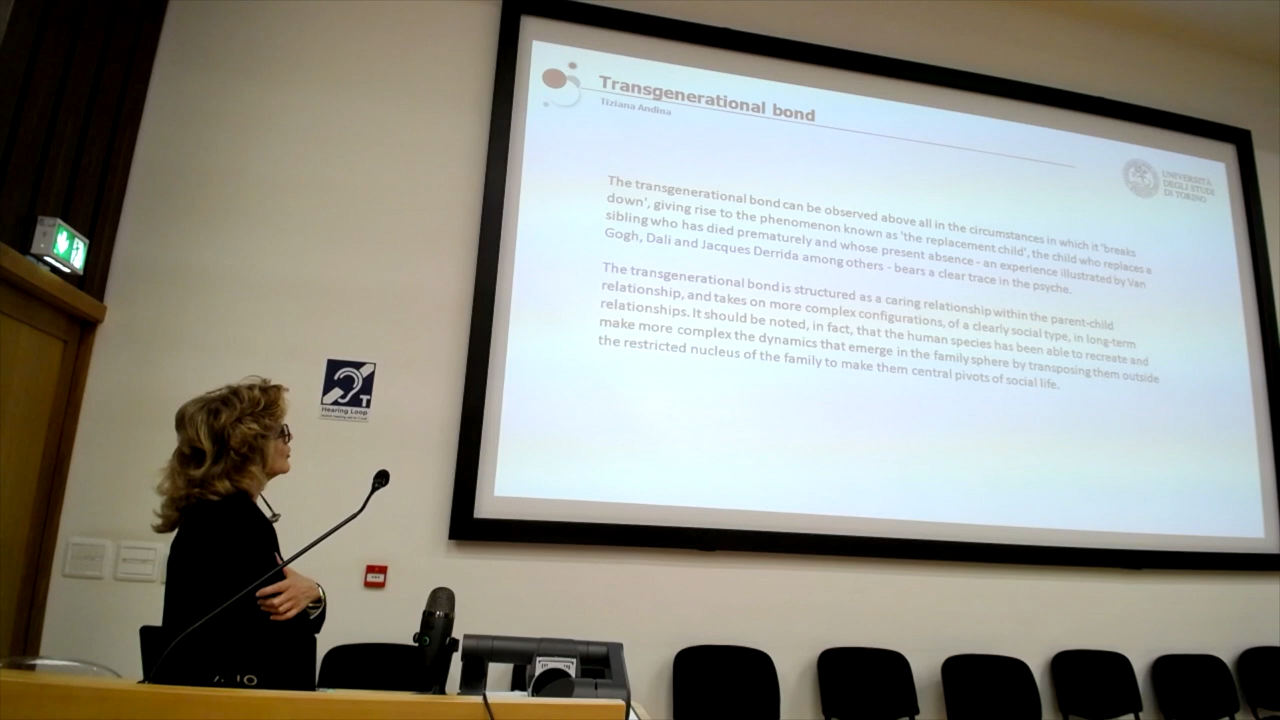 Transgenerational bond
Tiziana Andina
UNIVERSITÀ
DEGLI STUDI
DI TORINO
The transgenerational bond can be observed above all in the circumstances in which it 'breaks
down', giving rise to the phenomenon known as 'the replacement child', the child who replaces a
sibling who has died prematurely and whose present absence - an experience illustrated by Van
Gogh, Dali and Jacques Derrida among others - bears a clear trace in the psyche.
The transgenerational bond is structured as a caring relationship within the parent-child
relationship, and takes on more complex configurations, of a clearly social type, in long-term
relationships. It should be noted, in fact, that the human species has been able to recreate and
make more complex the dynamics that emerge in the family sphere by transposing them outside
the restricted nucleus of the family to make them central pivots of social life.
T
Hearing Loop